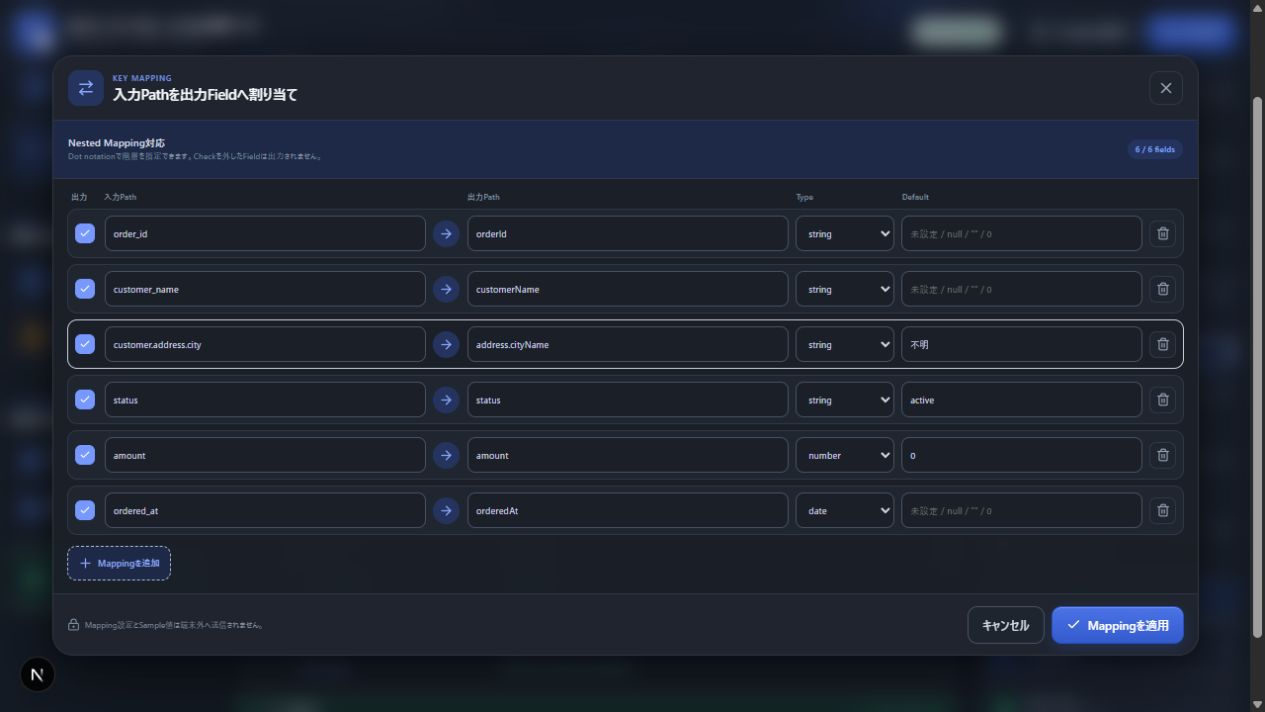 KEY MAPPING
入力Pathを出力Fieldへ割り当て
Nested Mapping対応
Dot notationで階層を指定できます。Checkを外したFieldは出力されません。
6 / 6 fields
出力 入力Path 出力Path Type Default
order_id orderId string 未設定 / null / "" / 0
customer_name customerName string 未設定 / null / "" / 0
customer.address.city address.cityName string 不明
status status string active
amount amount number 0
ordered_at orderedAt date 未設定 / null / "" / 0
Mappingを追加
Mapping設定とSample値は端末外へ送信されません。
キャンセル
Mappingを適用
N